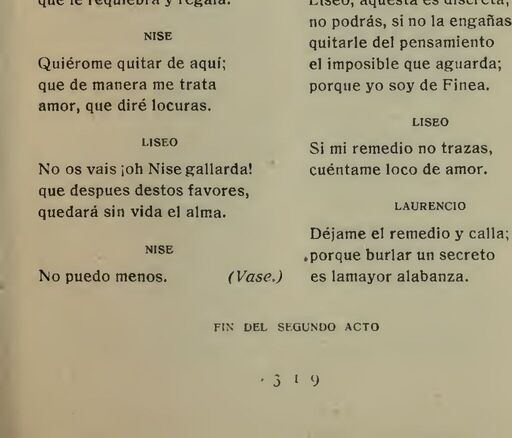 que le requiebra y regala.
NISE
Quiérome quitar de aquí;
que de manera me trata
amor, que diré locuras.
LISEO
No os vais ¡oh Nise gallarda!
que despues destos favores,
quedará sin vida el alma.
NISE
No puedo menos. (Vase.)
Liseo, aquesta es discreta;
no podrás, si no la engañas
quitarle del pensamiento
el imposible que aguarda;
porque yo soy de Finea.
LISEO
Si mi remedio no trazas,
cuéntame loco de amor.
LAURENCIO
Déjame el remedio y calla;
porque burlar un secreto
es lamayor alabanza.
FIN DEL SEGUNDO ACTO
319